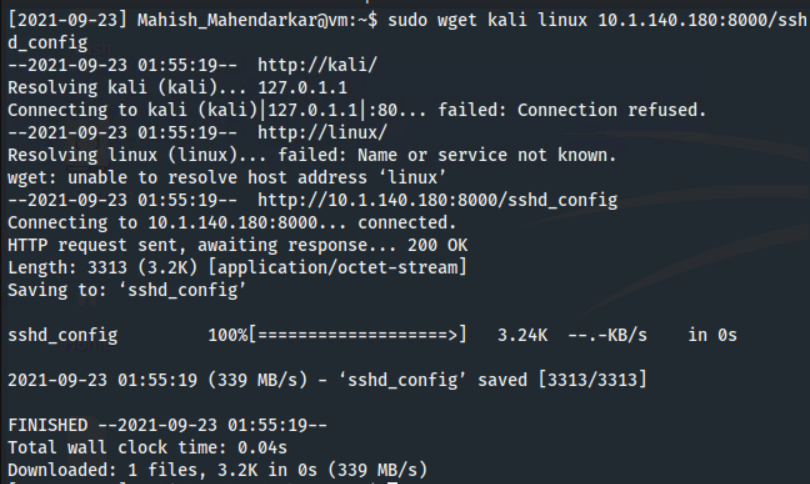 [2021-09-23] Mahish_Mahendarkar@vm:~$ sudo wget kali linux 10.1.140.180:8000/ssh
d_config
--2021-09-23 01:55:19--  http://kali/
Resolving kali (kali)... 127.0.1.1
Connecting to kali (kali)|127.0.1.1|:80... failed: Connection refused.
--2021-09-23 01:55:19--  http://linux/
Resolving linux (linux)... failed: Name or service not known.
wget: unable to resolve host address ‘linux’
--2021-09-23 01:55:19--  http://10.1.140.180:8000/sshd_config
Connecting to 10.1.140.180:8000... connected.
HTTP request sent, awaiting response... 200 OK
Length: 3313 (3.2K) [application/octet-stream]
Saving to: ‘sshd_config’
sshd_config         100%[===================>]   3.24K  --.-KB/s    in 0s
2021-09-23 01:55:19 (339 MB/s) - ‘sshd_config’ saved [3313/3313]
FINISHED --2021-09-23 01:55:19--
Total wall clock time: 0.04s
Downloaded: 1 files, 3.2K in 0s (339 MB/s)